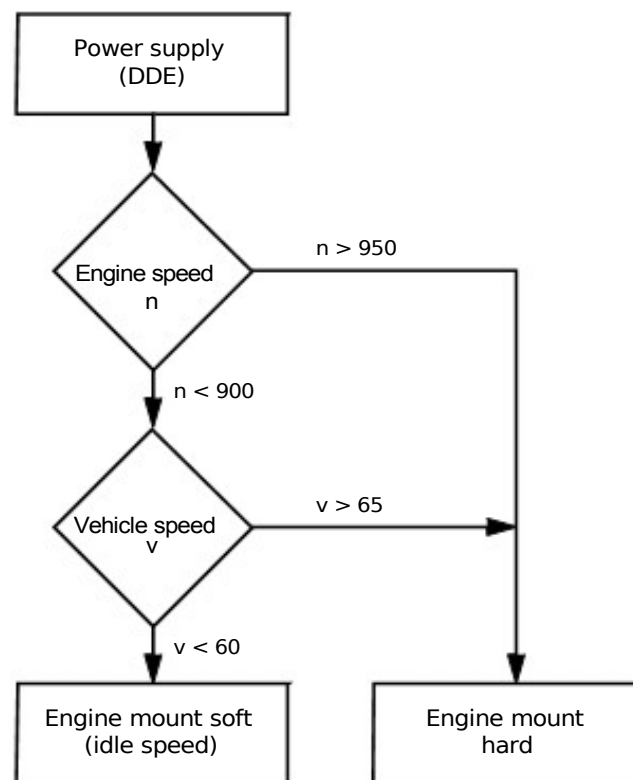 Power supply
(DDE)
Engine speed
n
n > 950
n < 900
Vehicle speed
v
v > 65
v < 60
Engine mount soft
(idle speed)
Engine mount
hard